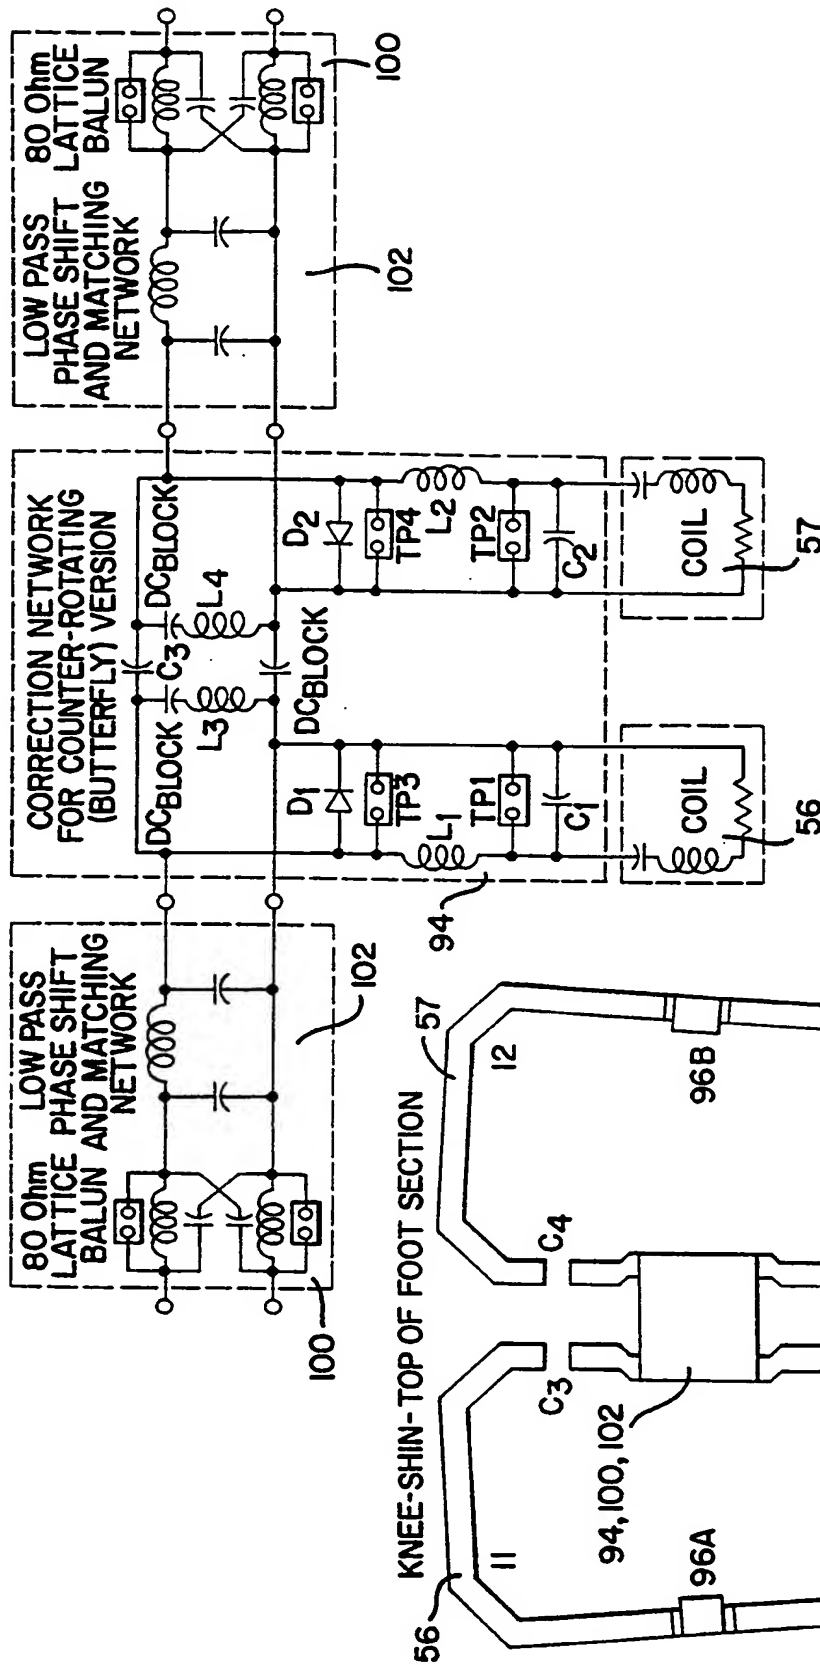 80 Ohm LOW PASS
LATTICE PHASE SHIFT
BALUN AND MATCHING
NETWORK
100
102
CORRECTION NETWORK
FOR COUNTER-ROTATING
(BUTTERFLY) VERSION
DCBLOCK
DCBLOCK
C3
L3
L4
DCBLOCK
D1
TP3
L1
TP1
C1
D2
TP4
L2
TP2
C2
94
COIL
56
COIL
57
LOW PASS 80 Ohm
PHASE SHIFT LATTICE
AND MATCHING BALUN
NETWORK
102
100
KNEE-SHIN-TOP OF FOOT SECTION
56
57
11
12
C3
C4
94,100,102
96A
96B